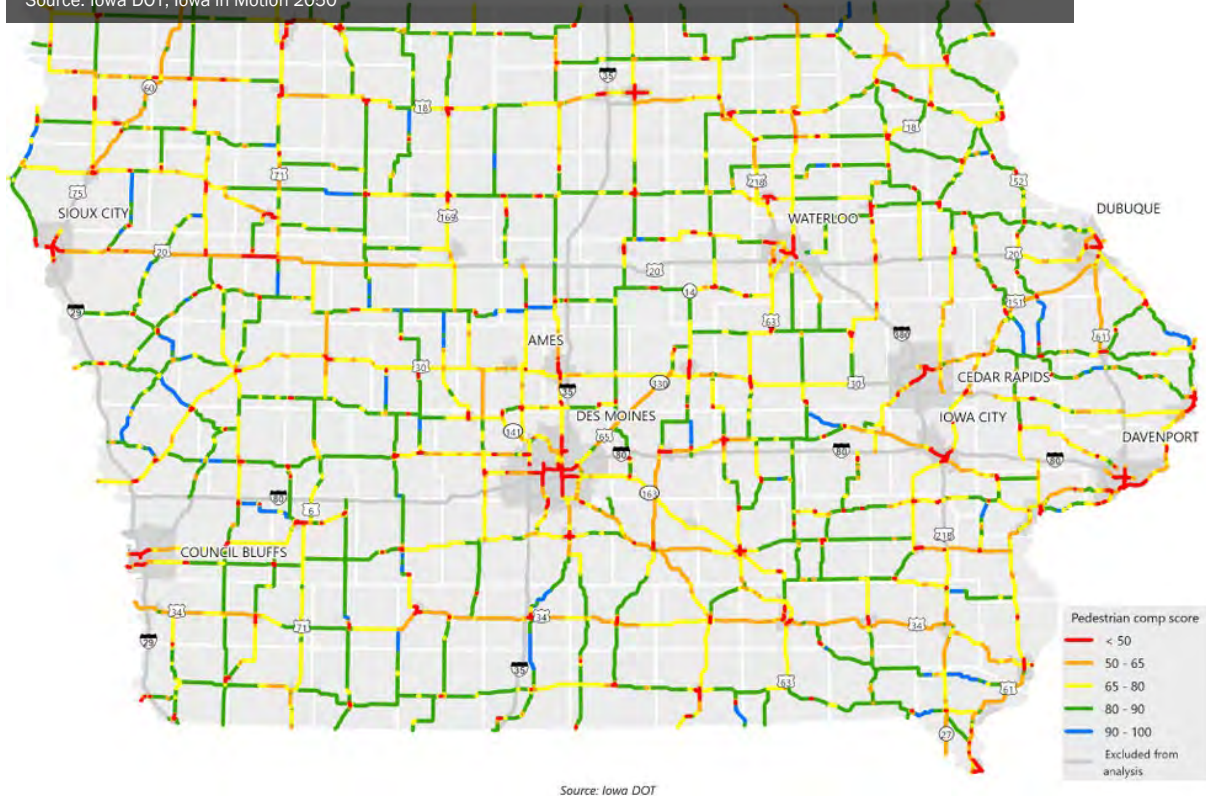 Source: Iowa DOT, Iowa in Motion 2050
35
60
18
18
75
71
218
52
SIOUX CITY
169
WATERLOO
DUBUQUE
20
20
20
29
14
151
63
61
AMES
380
30
35
330
30
CEDAR RAPIDS
DES MOINES
IOWA CITY
141
65
80
80
80
DAVENPORT
163
80
6
218
COUNCIL BLUFFS
34
71
34
34
29
35
63
61
27
Pedestrian comp score
< 50
50 - 65
65 - 80
80 - 90
90 - 100
Excluded from
analysis
Source: Iowa DOT